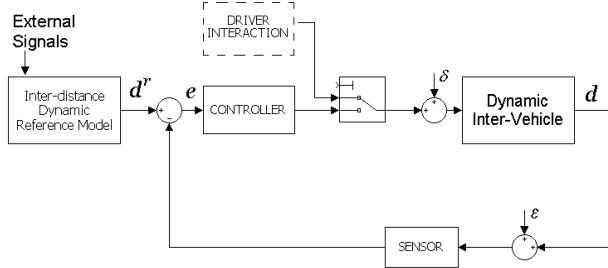 DRIVER
INTERACTION
External
Signals
Inter-distance
Dynamic
Reference Model
d^r
+
-
e
CONTROLLER
δ
+
+
Dynamic
Inter-Vehicle
d
SENSOR
ε
+
+